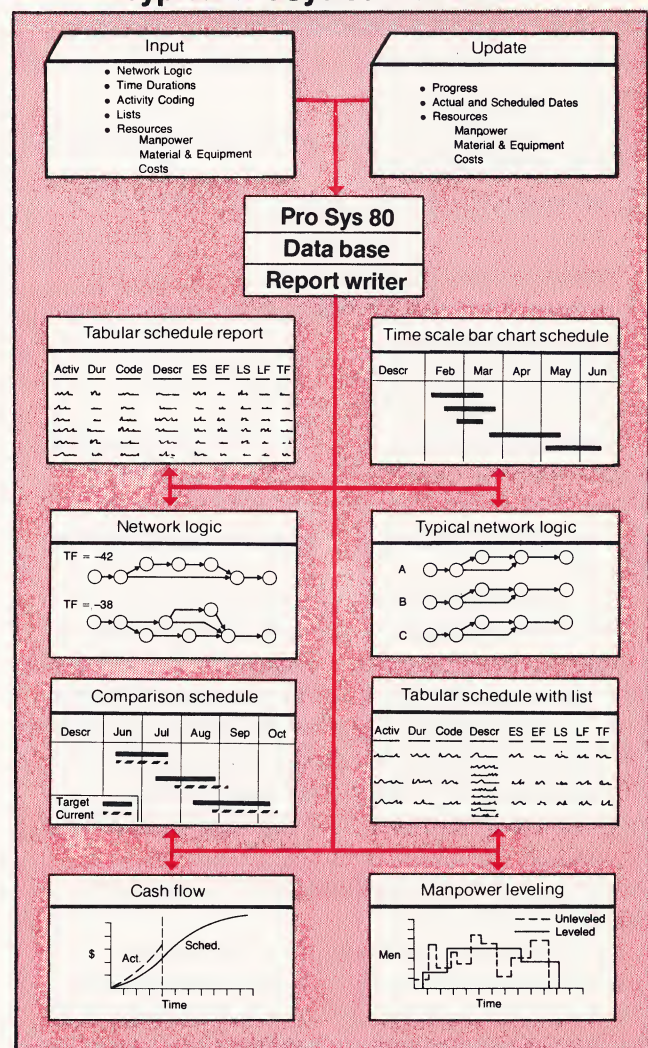 Input
• Network Logic
• Time Durations
• Activity Coding
• Lists
• Resources
Manpower
Material & Equipment
Costs
Update
• Progress
• Actual and Scheduled Dates
• Resources
Manpower
Material & Equipment
Costs
Pro Sys 80
Data base
Report writer
Tabular schedule report
Activ Dur Code Descr ES EF LS LF TF
Time scale bar chart schedule
Descr Feb Mar Apr May Jun
Network logic
TF = -42
TF = -38
Typical network logic
A
B
C
Comparison schedule
Descr Jun Jul Aug Sep Oct
Target
Current
Tabular schedule with list
Activ Dur Code Descr ES EF LS LF TF
Cash flow
$
Act.
Sched.
Time
Manpower leveling
Unleveled
Leveled
Men
Time